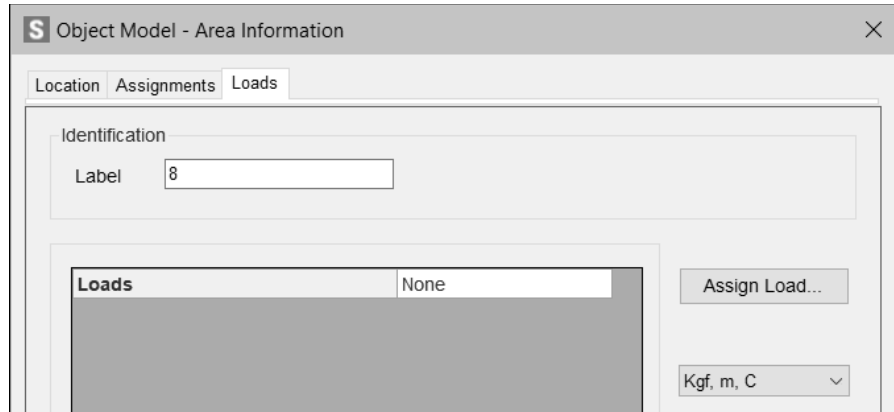 S Object Model - Area Information
Location Assignments Loads
Identification
Label 8
Loads None
Assign Load...
Kgf, m, C